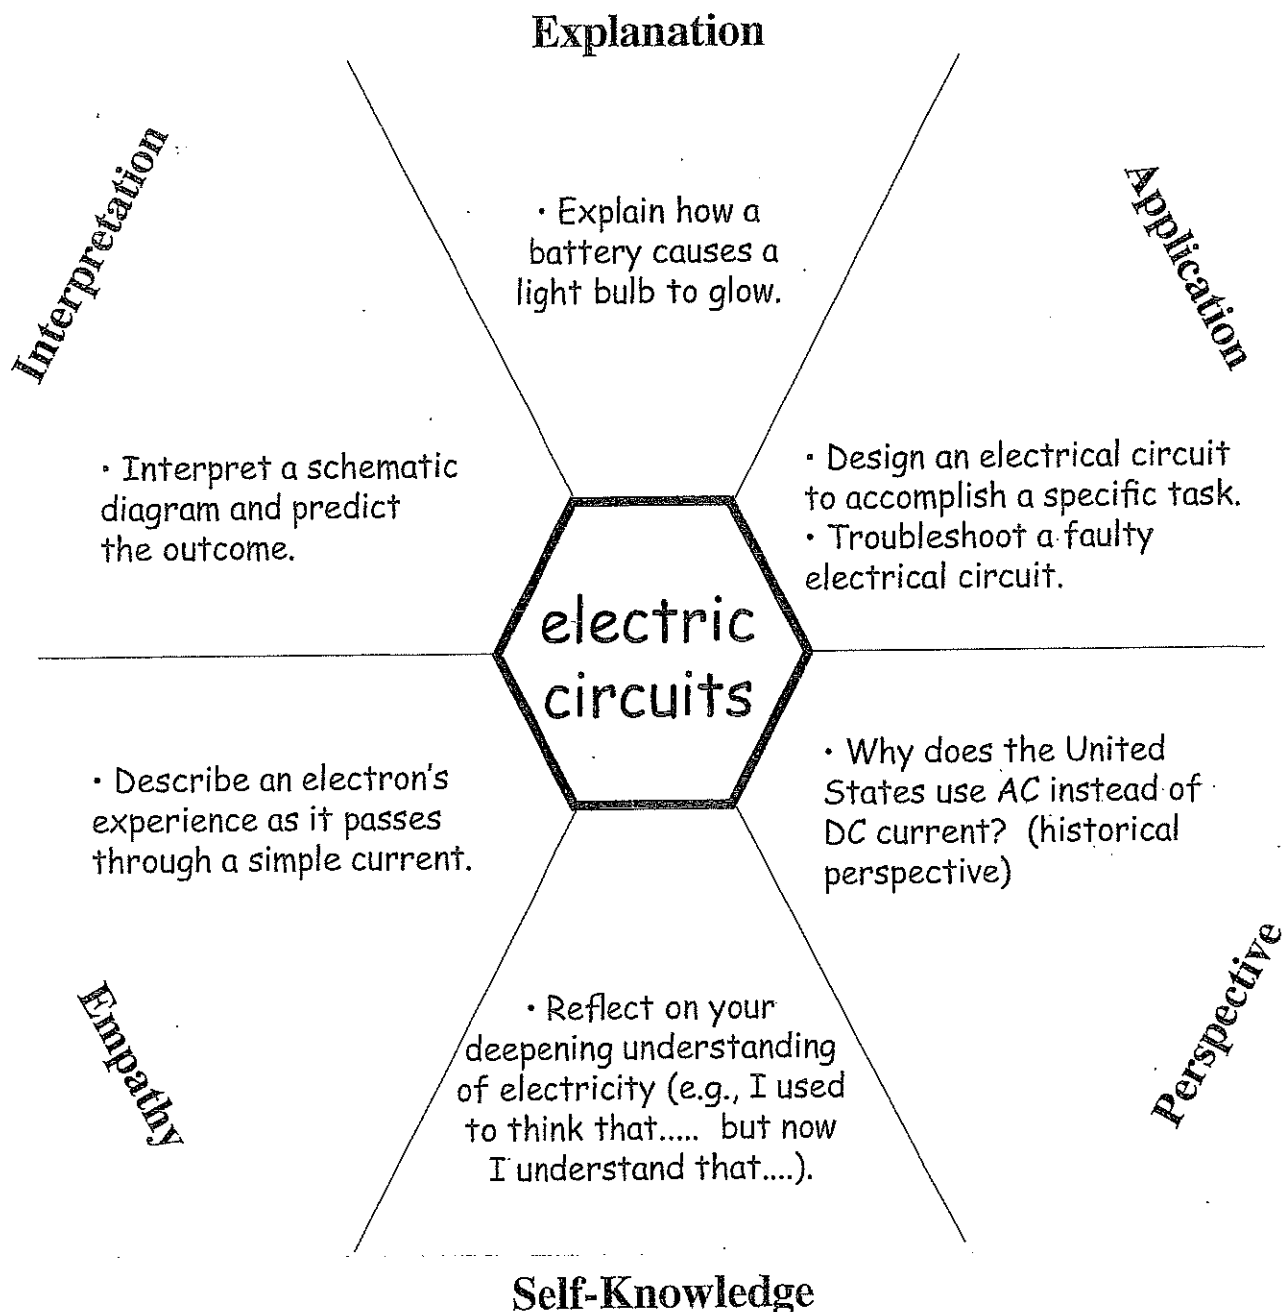 Explanation
Interpretation
Application
• Explain how a
battery causes a
light bulb to glow.
• Interpret a schematic
diagram and predict
the outcome.
• Design an electrical circuit
to accomplish a specific task.
• Troubleshoot a faulty
electrical circuit.
electric
circuits
• Describe an electron's
experience as it passes
through a simple current.
• Why does the United
States use AC instead of
DC current? (historical
perspective)
Empathy
Perspective
• Reflect on your
deepening understanding
of electricity (e.g., I used
to think that..... but now
I understand that....).
Self-Knowledge